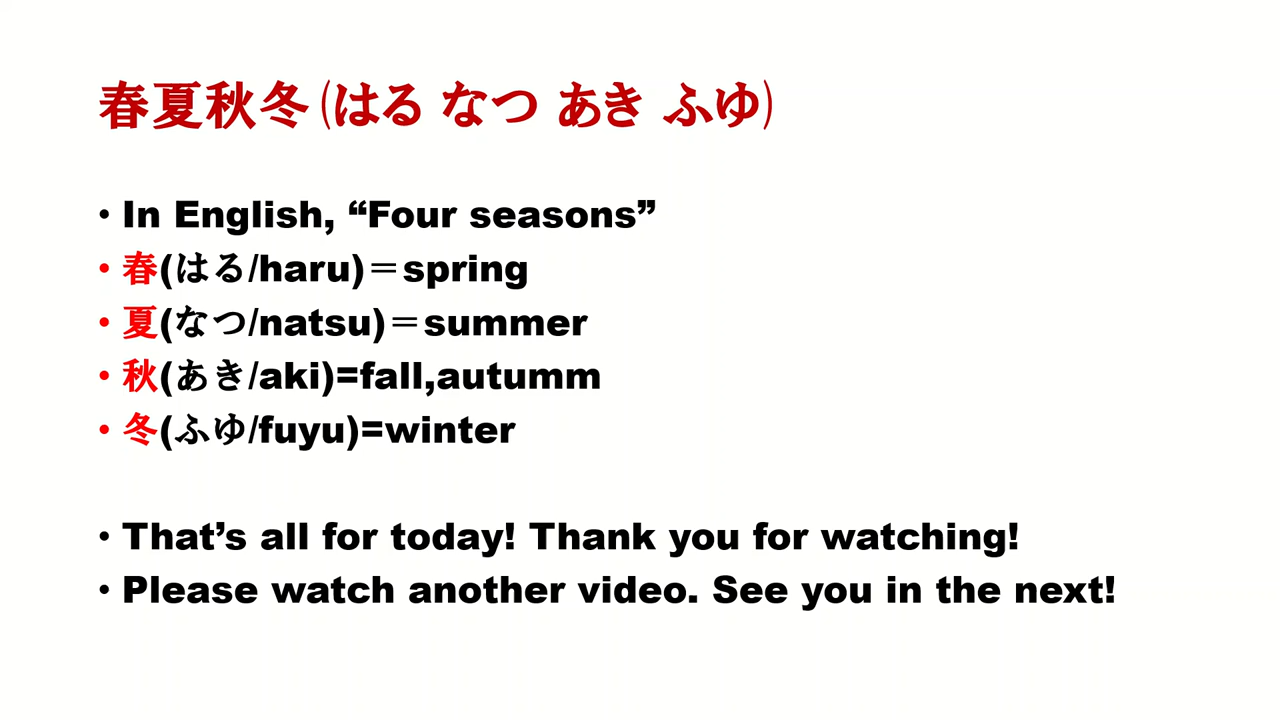 春夏秋冬(はる なつ あき ふゆ)
• In English, “Four seasons”
• 春(はる/haru)＝spring
• 夏(なつ/natsu)＝summer
• 秋(あき/aki)=fall,autumm
• 冬(ふゆ/fuyu)=winter
• That’s all for today! Thank you for watching!
• Please watch another video. See you in the next!